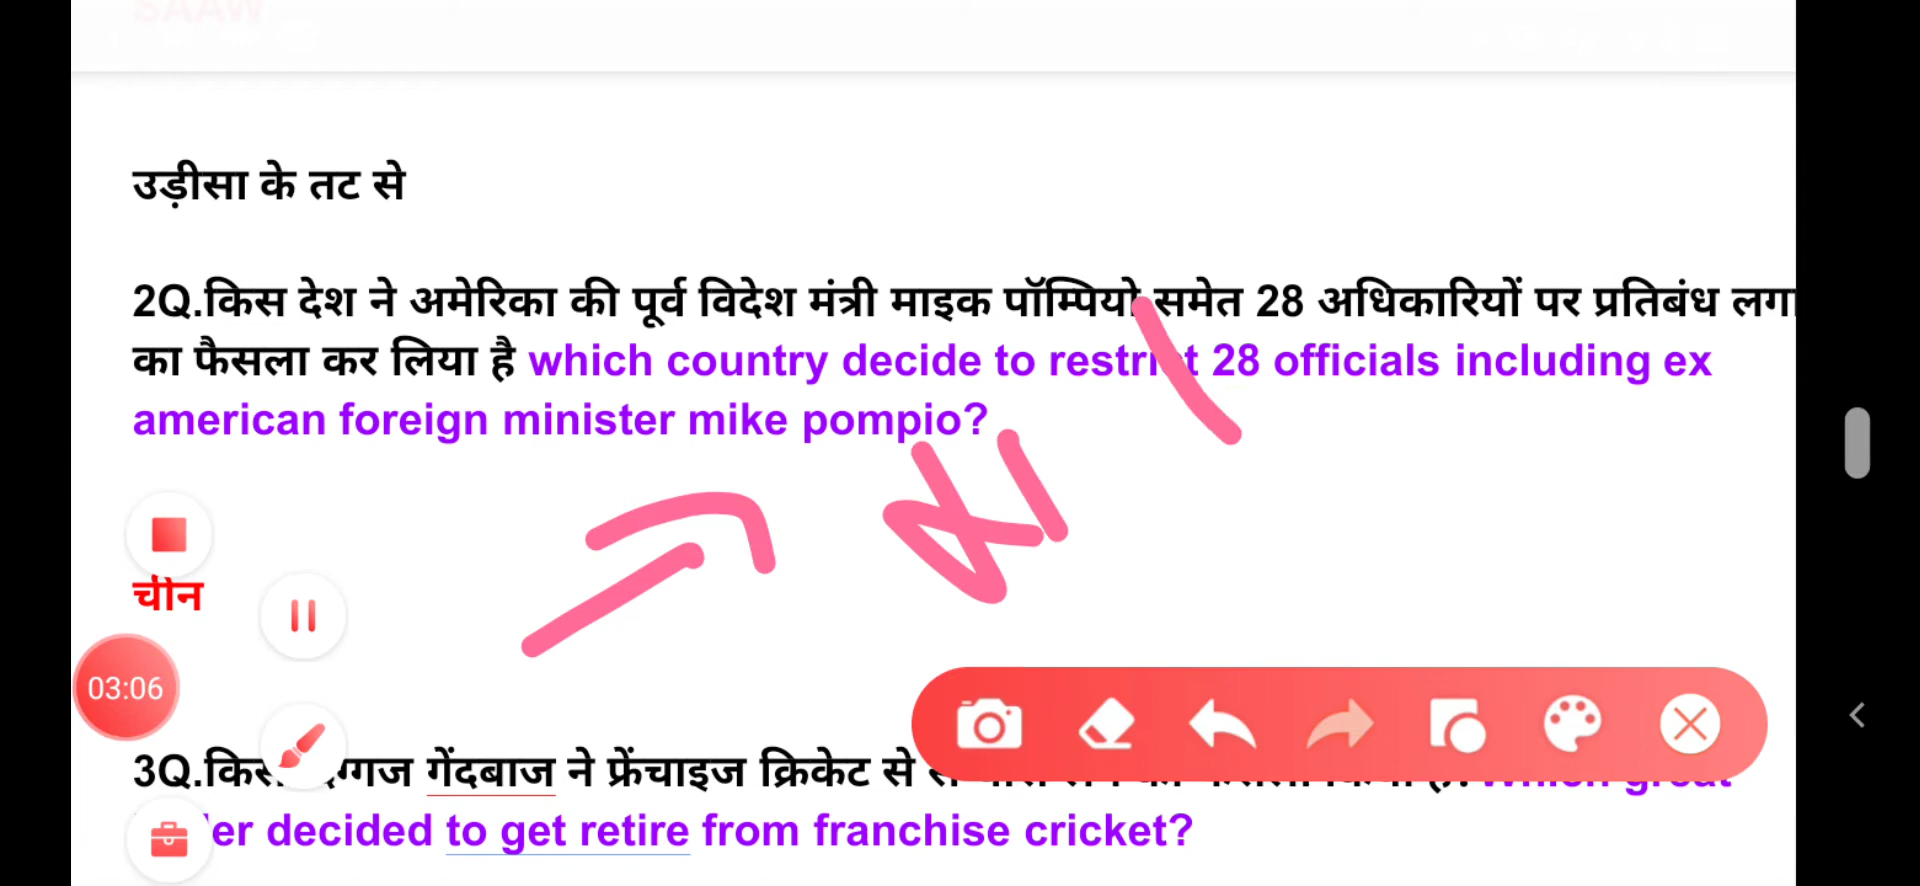 SAAW
उड़ीसा के तट से
2Q.किस देश ने अमेरिका की पूर्व विदेश मंत्री माइक पॉम्पियो समेत 28 अधिकारियों पर प्रतिबंध लगा
का फैसला कर लिया है which country decide to restrict 28 officials including ex
american foreign minister mike pompio?
चीन
03:06
3Q. गेंदबाज ने फ्रेंचाइज क्रिकेट से
er decided to get retire from franchise cricket?